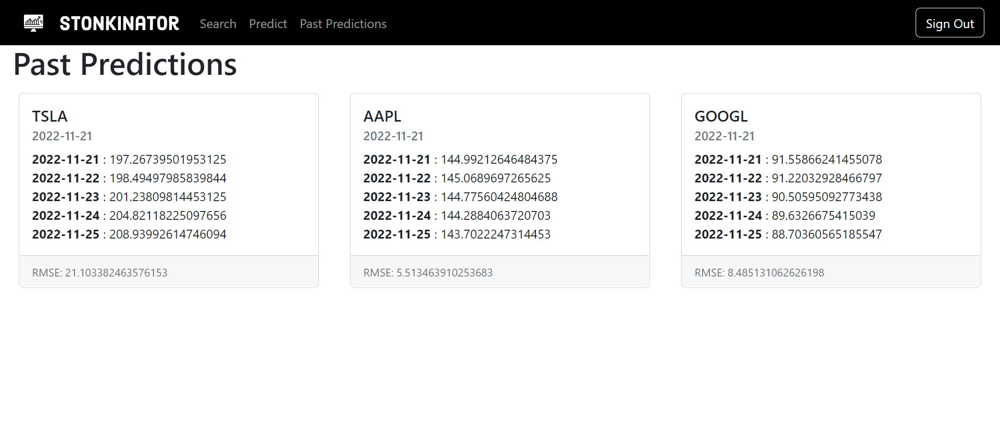 STONKINATOR Search Predict Past Predictions Sign Out
Past Predictions
TSLA
2022-11-21
2022-11-21 : 197.26739501953125
2022-11-22 : 198.49497985839844
2022-11-23 : 201.23809814453125
2022-11-24 : 204.82118225097656
2022-11-25 : 208.93992614746094
RMSE: 21.103382463576153
AAPL
2022-11-21
2022-11-21 : 144.99212646484375
2022-11-22 : 145.0689697265625
2022-11-23 : 144.77560424804688
2022-11-24 : 144.2884063720703
2022-11-25 : 143.7022247314453
RMSE: 5.513463910253683
GOOGL
2022-11-21
2022-11-21 : 91.55866241455078
2022-11-22 : 91.22032928466797
2022-11-23 : 90.50595092773438
2022-11-24 : 89.6326675415039
2022-11-25 : 88.70360565185547
RMSE: 8.485131062626198